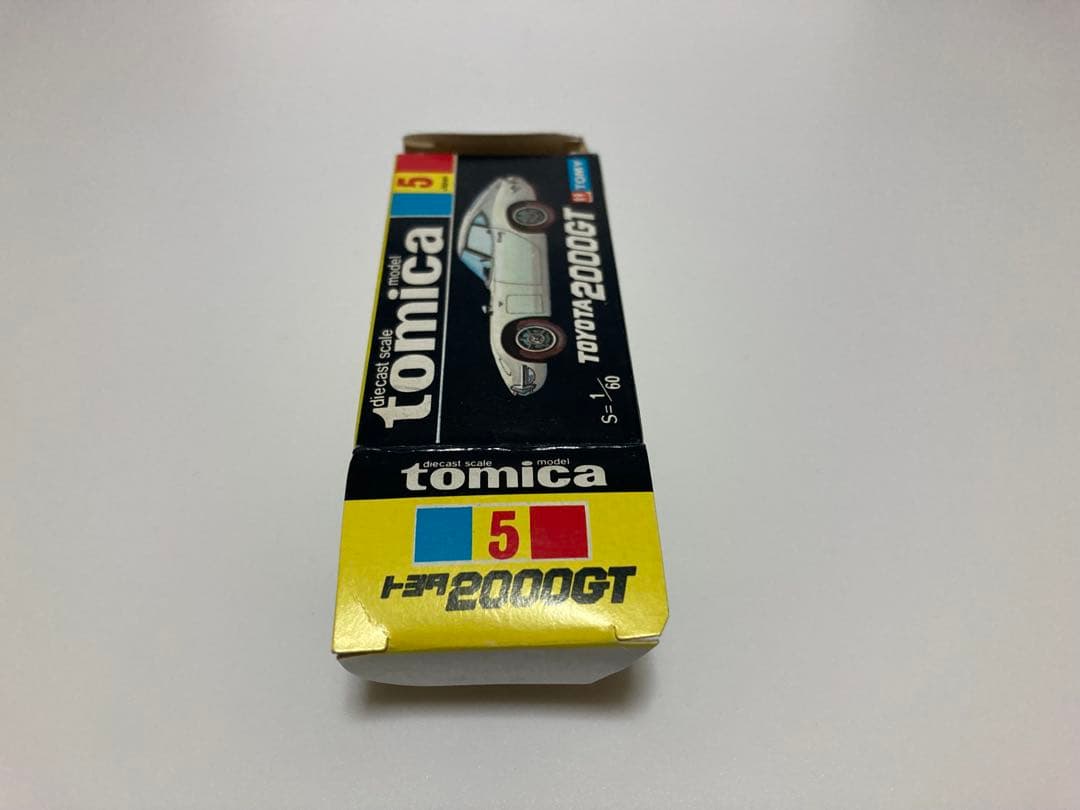 5
Japan
diecast scale model
tomica
TOMY
TOYOTA 2000GT
S=1/60
diecast scale model
tomica
5
トヨタ2000GT